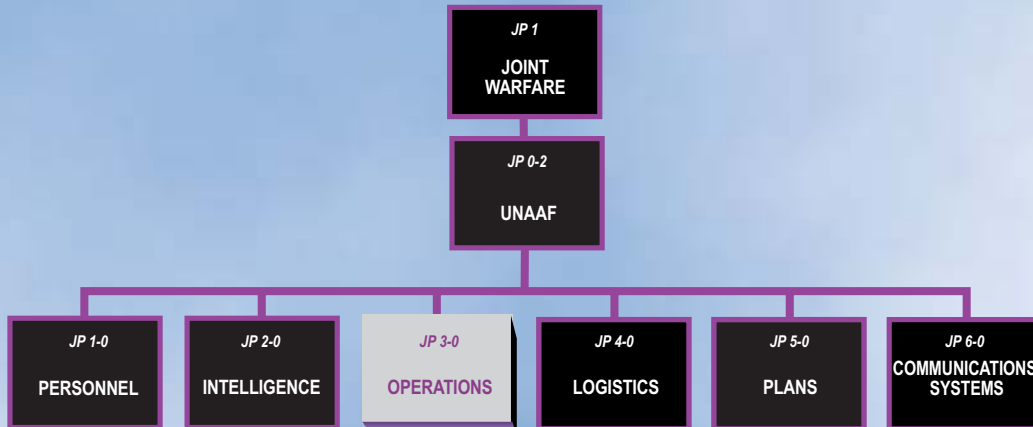 JP 1
JOINT
WARFARE
JP 0-2
UNAAF
JP 1-0
PERSONNEL
JP 2-0
INTELLIGENCE
JP 3-0
OPERATIONS
JP 4-0
LOGISTICS
JP 5-0
PLANS
JP 6-0
COMMUNICATIONS
SYSTEMS